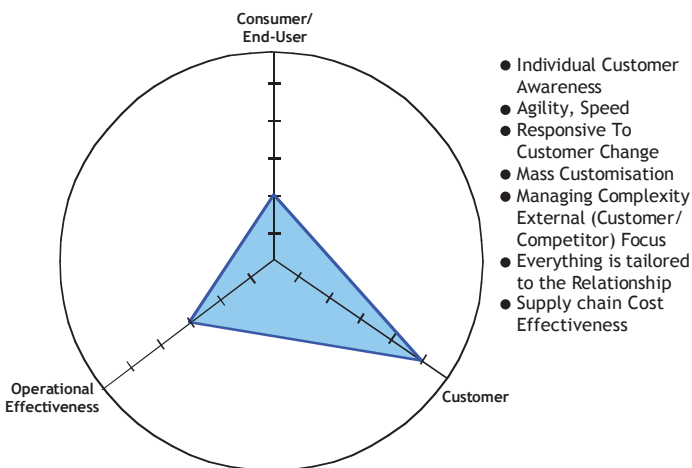 Consumer/
End-User
● Individual Customer
Awareness
● Agility, Speed
● Responsive To
Customer Change
● Mass Customisation
● Managing Complexity
External (Customer/
Competitor) Focus
● Everything is tailored
to the Relationship
● Supply chain Cost
Effectiveness
Operational
Effectiveness
Customer